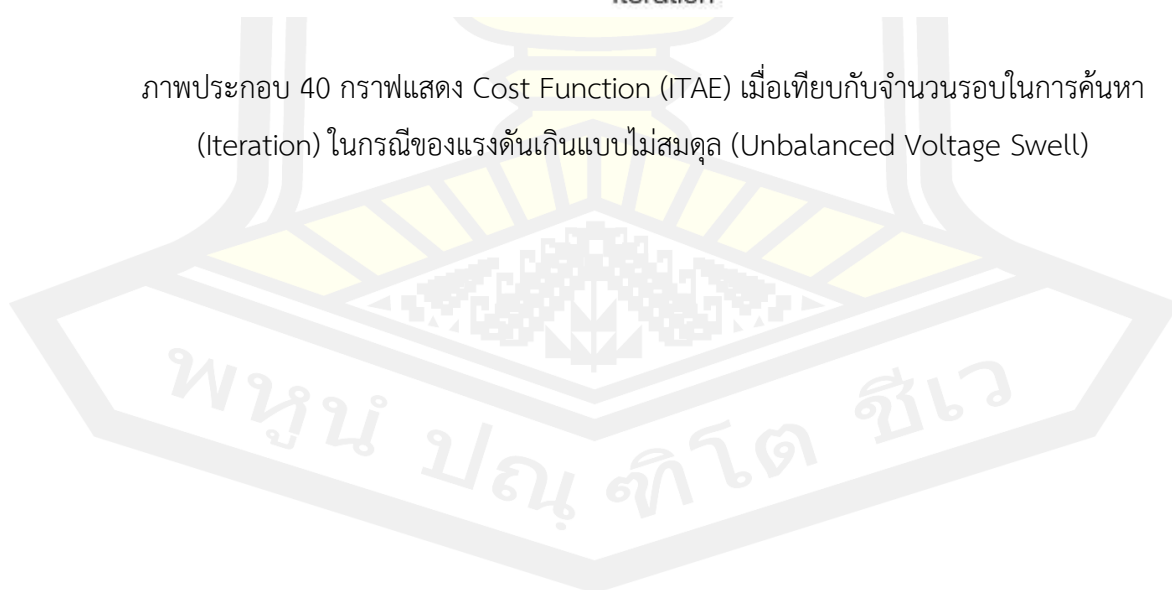 Iteration
ภาพประกอบ 40 กราฟแสดง Cost Function (ITAE) เมื่อเทียบกับจำนวนรอบในการค้นหา
(Iteration) ในกรณีของแรงดันเกินแบบไม่สมดุล (Unbalanced Voltage Swell)
พหูนํ ปณฺฑิโต ชีเว